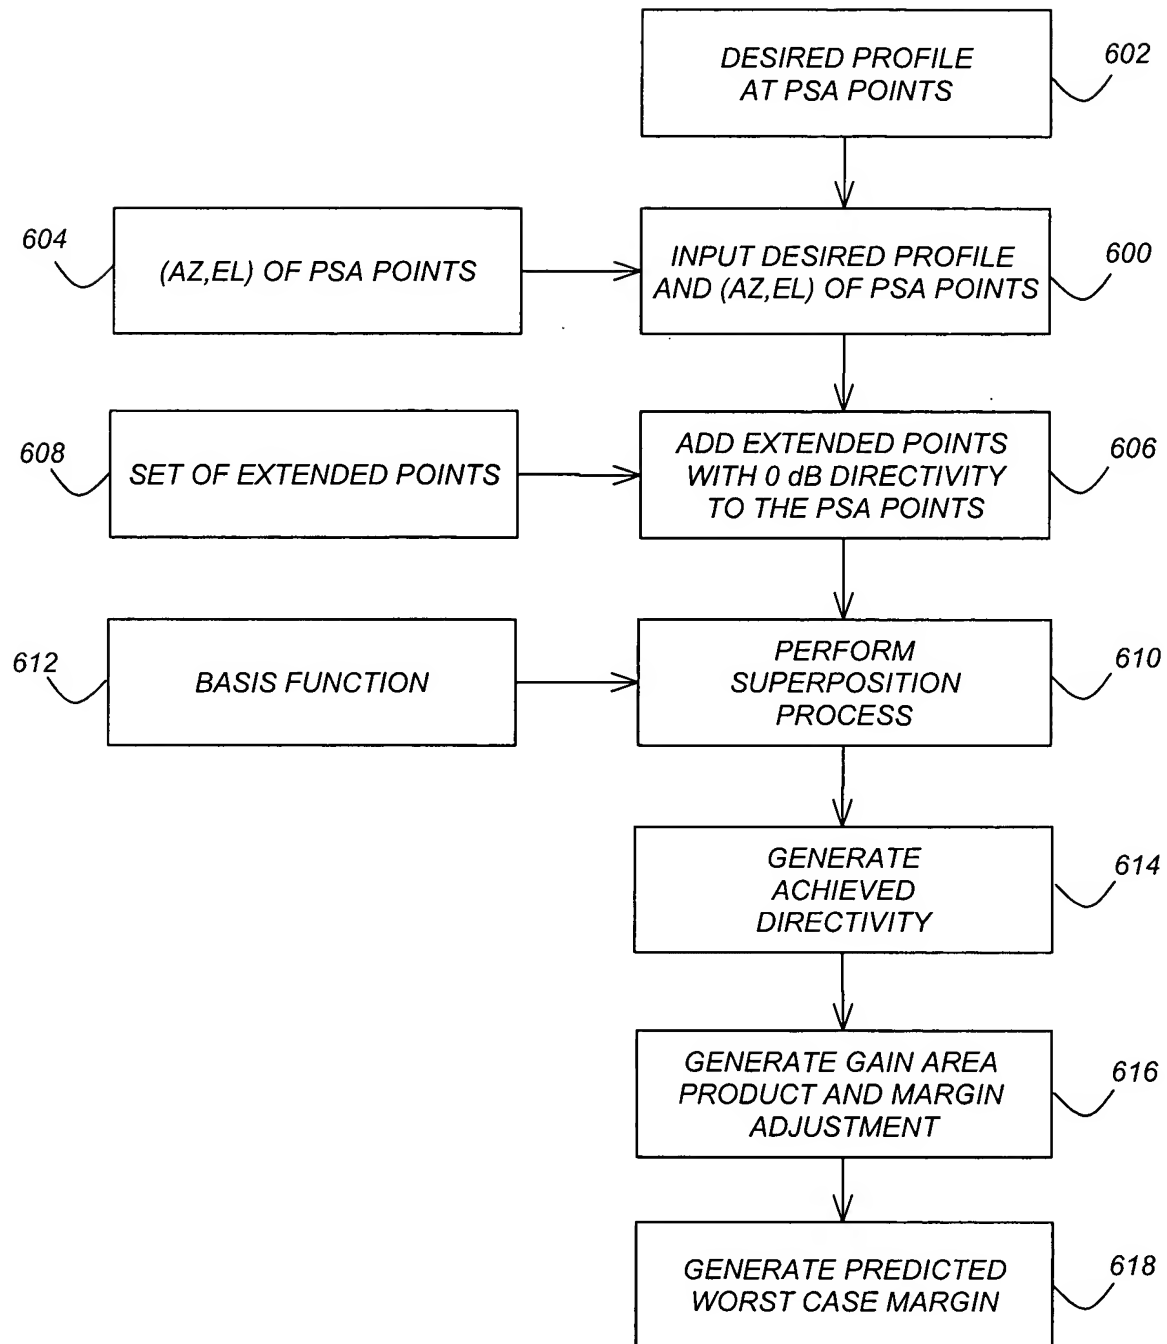 DESIRED PROFILE
AT PSA POINTS
602
604
(AZ,EL) OF PSA POINTS
INPUT DESIRED PROFILE
AND (AZ,EL) OF PSA POINTS
600
608
SET OF EXTENDED POINTS
ADD EXTENDED POINTS
WITH 0 dB DIRECTIVITY
TO THE PSA POINTS
606
612
BASIS FUNCTION
PERFORM
SUPERPOSITION
PROCESS
610
GENERATE
ACHIEVED
DIRECTIVITY
614
GENERATE GAIN AREA
PRODUCT AND MARGIN
ADJUSTMENT
616
GENERATE PREDICTED
WORST CASE MARGIN
618